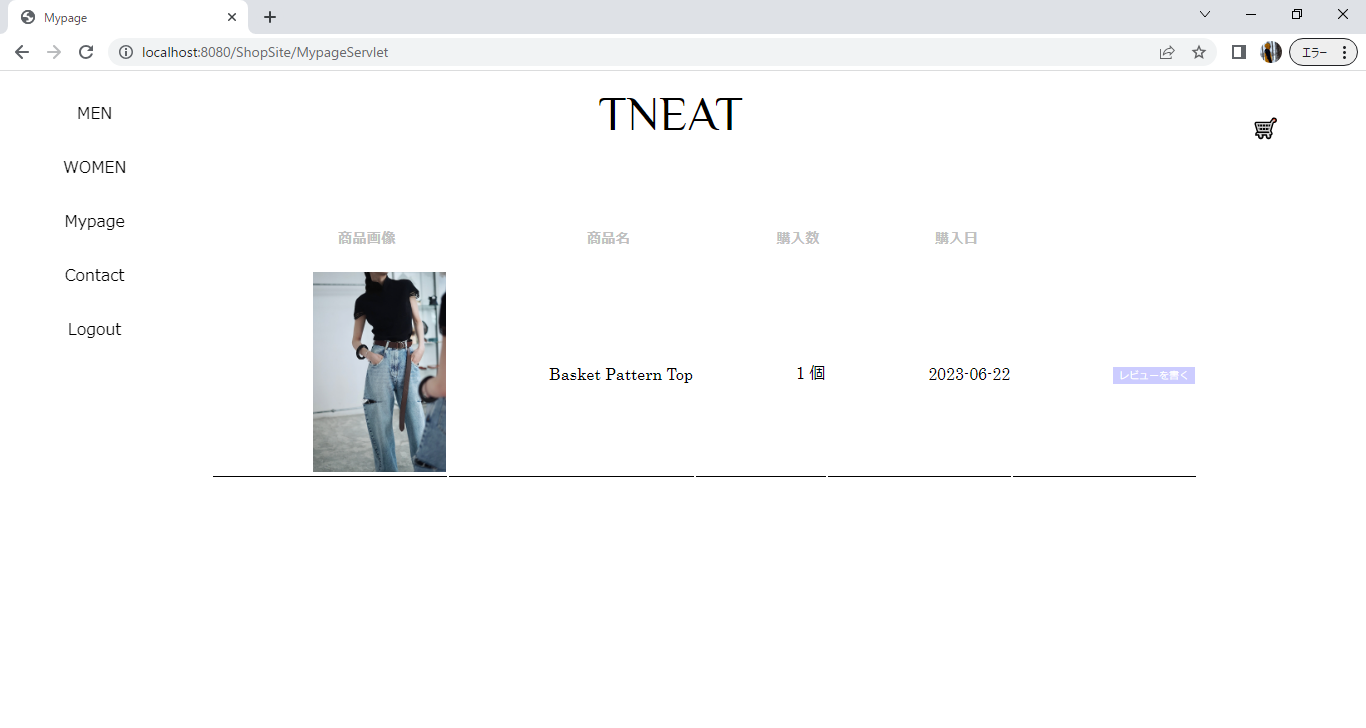 Mypage
localhost:8080/ShopSite/MypageServlet
エラー
TNEAT
MEN
WOMEN
Mypage
Contact
Logout
商品画像 商品名 購入数 購入日
Basket Pattern Top 1 個 2023-06-22 レビューを書く